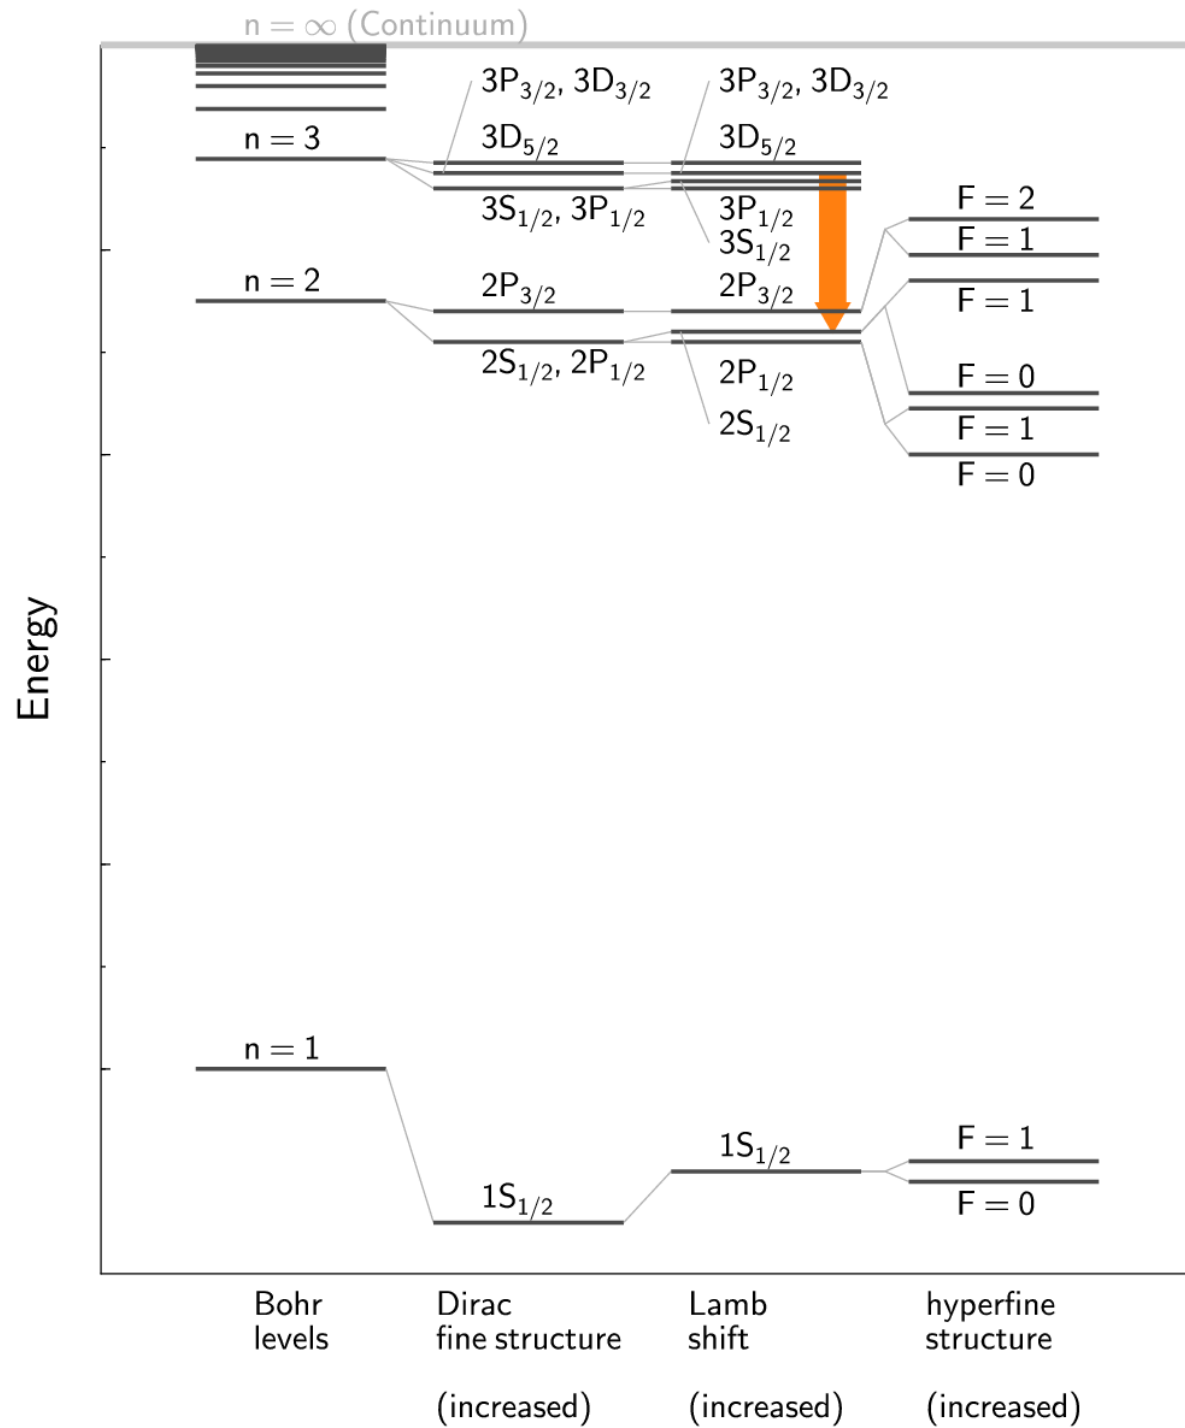 n = ∞ (Continuum)
3P3/2, 3D3/2
3P3/2, 3D3/2
n = 3
3D5/2
3D5/2
3S1/2, 3P1/2
3P1/2
F = 2
3S1/2
F = 1
n = 2
2P3/2
2P3/2
F = 1
2S1/2, 2P1/2
2P1/2
F = 0
2S1/2
F = 1
F = 0
Energy
n = 1
1S1/2
1S1/2
F = 1
F = 0
Bohr
levels
Dirac
fine structure
(increased)
Lamb
shift
(increased)
hyperfine
structure
(increased)